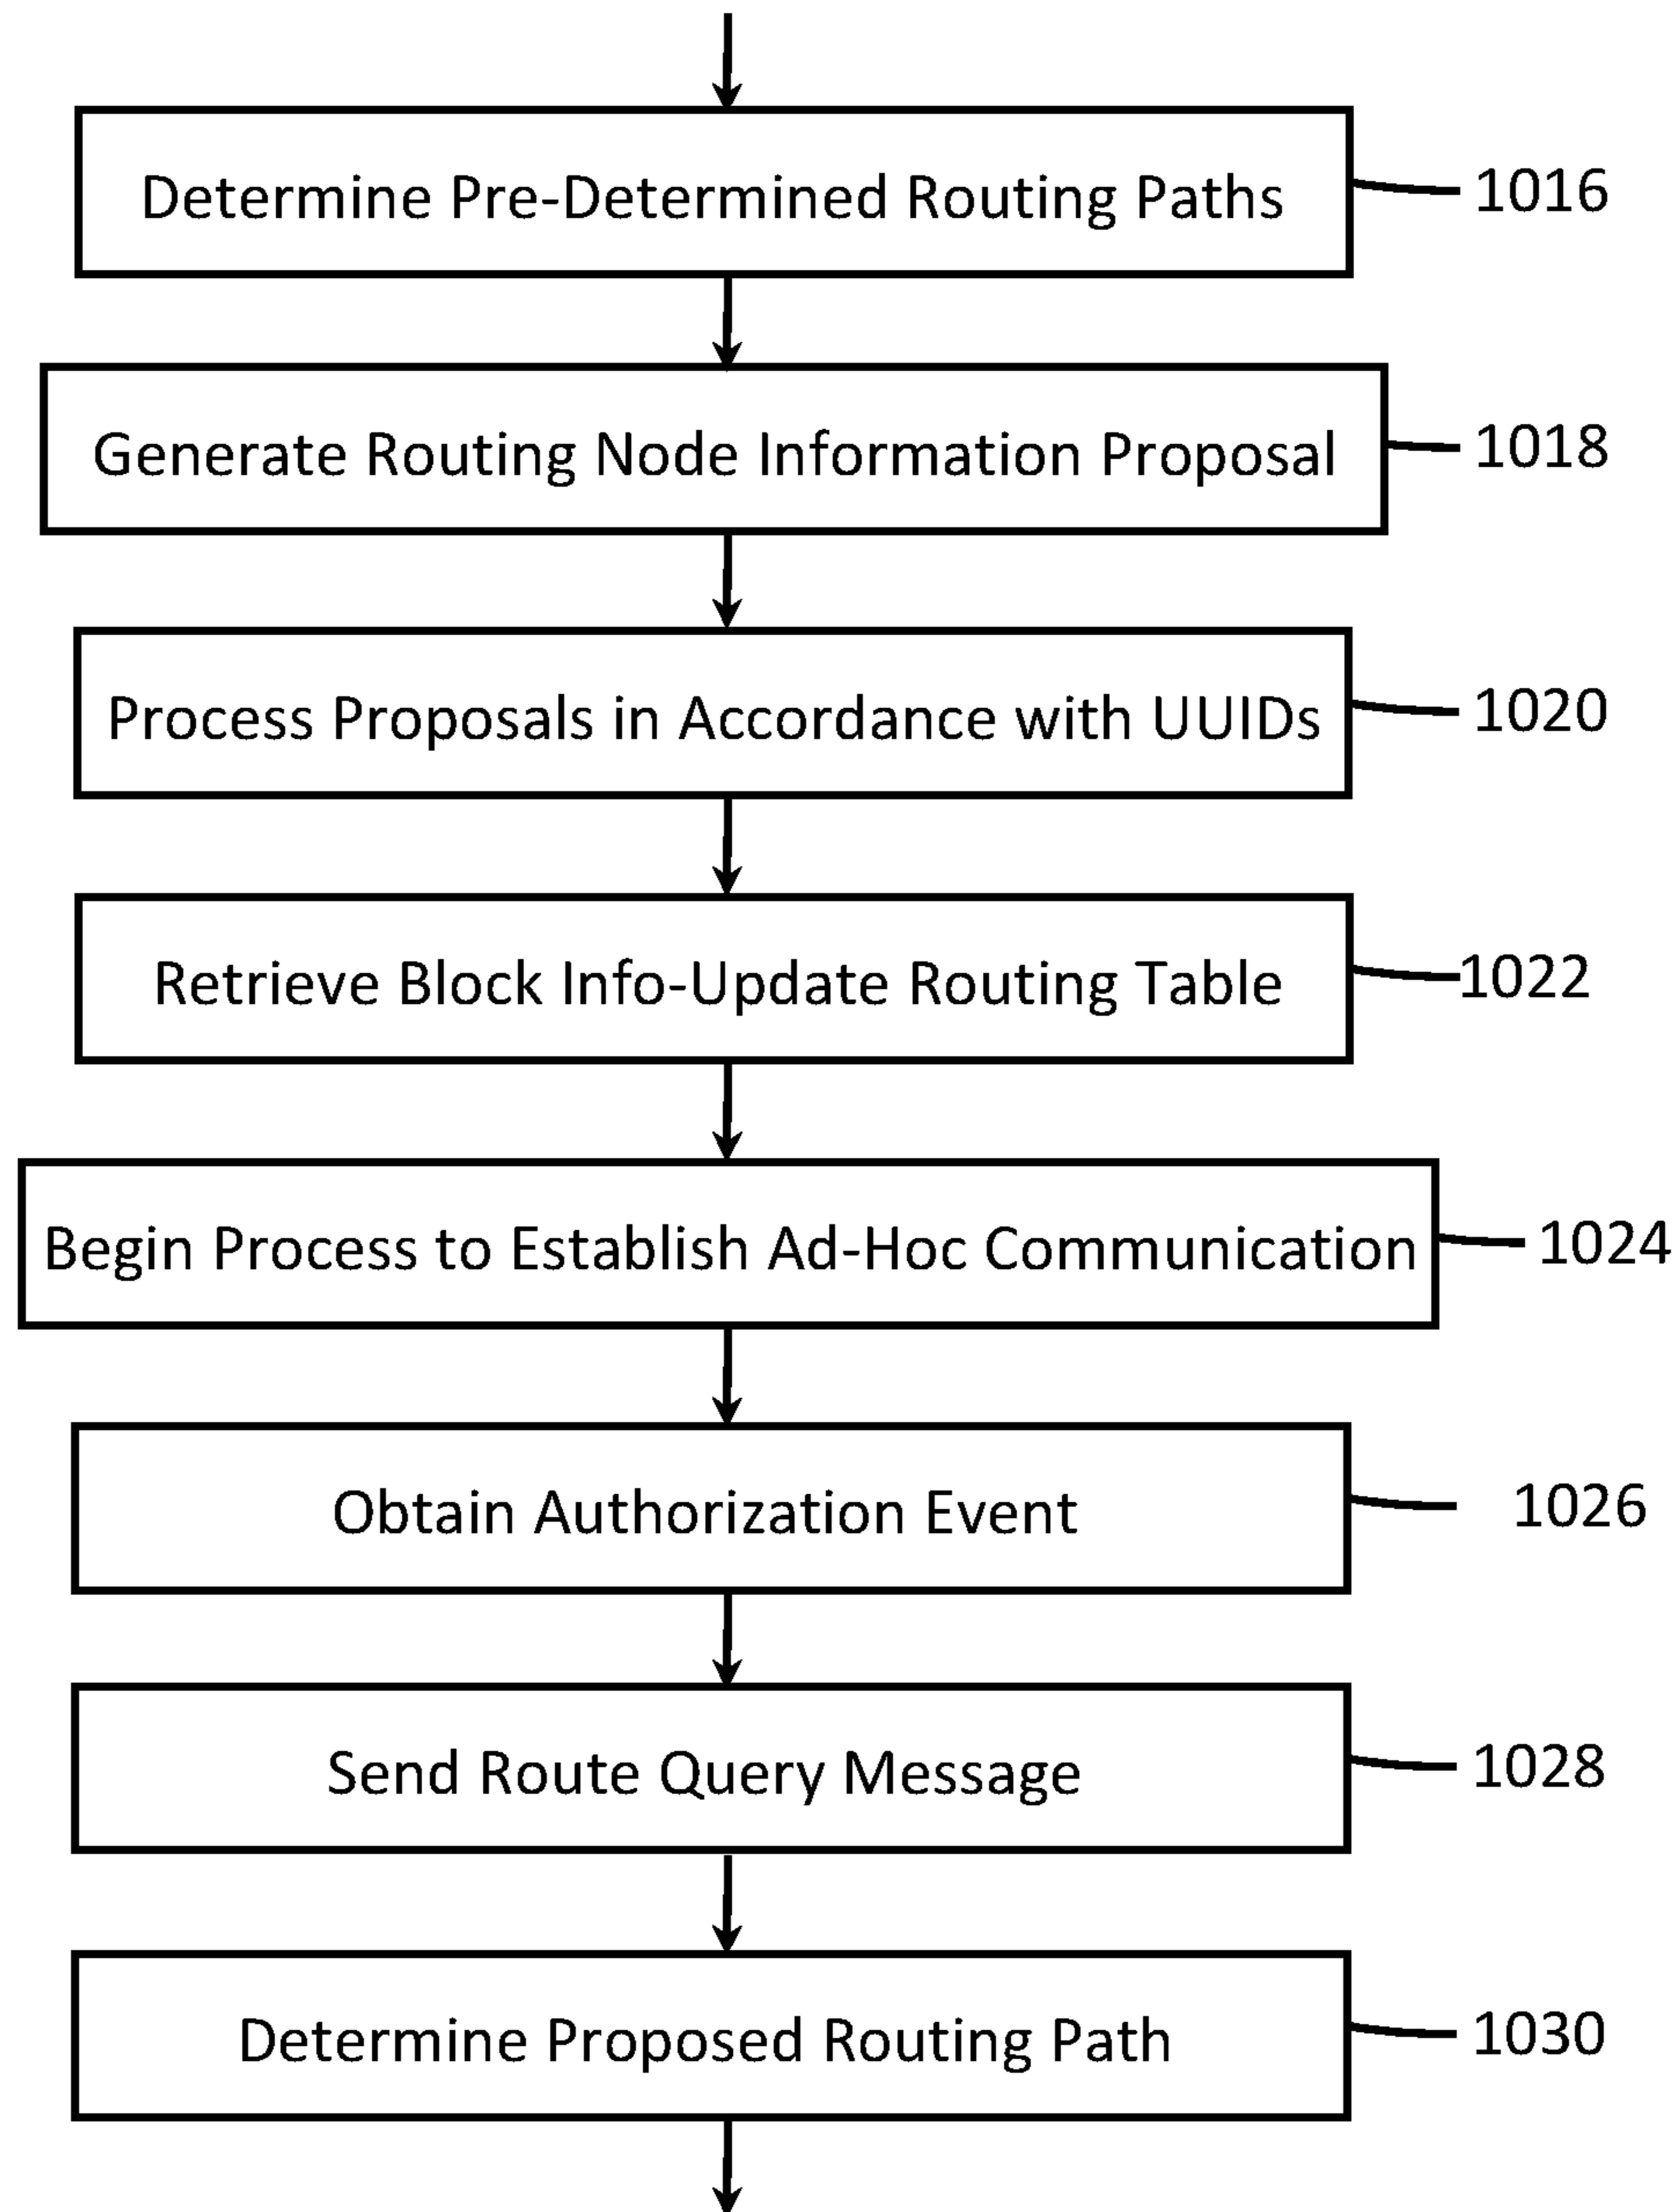 Determine Pre-Determined Routing Paths 1016
Generate Routing Node Information Proposal 1018
Process Proposals in Accordance with UUIDs 1020
Retrieve Block Info-Update Routing Table 1022
Begin Process to Establish Ad-Hoc Communication 1024
Obtain Authorization Event 1026
Send Route Query Message 1028
Determine Proposed Routing Path 1030